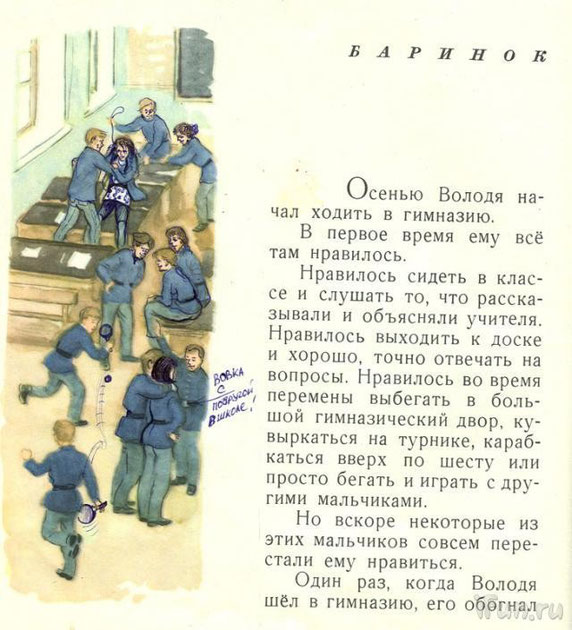 БАРИНОК
Осенью Володя на-
чал ходить в гимназию.
В первое время ему всё
там нравилось.
Нравилось сидеть в клас-
се и слушать то, что расска-
зывали и объясняли учителя.
Нравилось выходить к доске
и хорошо, точно отвечать на
вопросы. Нравилось во время
перемены выбегать в боль-
шой гимназический двор, ку-
выркаться на турнике, караб-
каться вверх по шесту или
просто бегать и играть с дру-
гими мальчиками.
Но вскоре некоторые из
этих мальчиков совсем пере-
стали ему нравиться.
Один раз, когда Володя
шёл в гимназию, его обогнал
ВОВКА
С
ПОДРУГОЙ
В ШКОЛЕ!
iFun.ru